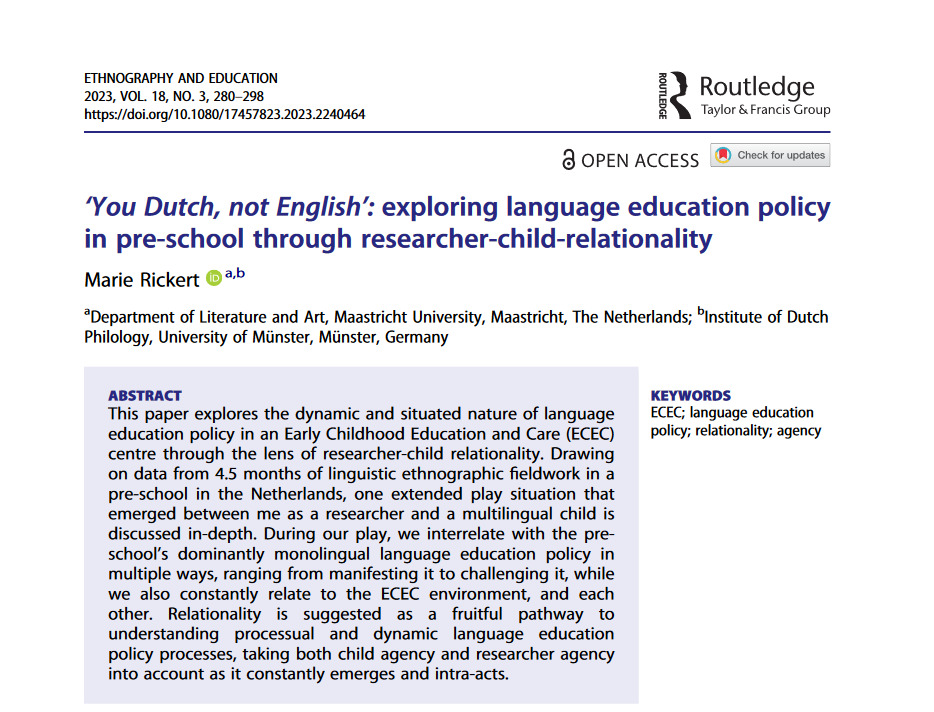 ETHNOGRAPHY AND EDUCATION
2023, VOL. 18, NO. 3, 280–298
https://doi.org/10.1080/17457823.2023.2240464
ROUTLEDGE
Routledge
Taylor & Francis Group
OPEN ACCESS
Check for updates
‘You Dutch, not English’: exploring language education policy
in pre-school through researcher-child-relationality
Marie Rickert iD a,b
aDepartment of Literature and Art, Maastricht University, Maastricht, The Netherlands; bInstitute of Dutch
Philology, University of Münster, Münster, Germany
ABSTRACT
This paper explores the dynamic and situated nature of language
education policy in an Early Childhood Education and Care (ECEC)
centre through the lens of researcher-child relationality. Drawing
on data from 4.5 months of linguistic ethnographic fieldwork in a
pre-school in the Netherlands, one extended play situation that
emerged between me as a researcher and a multilingual child is
discussed in-depth. During our play, we interrelate with the pre-
school’s dominantly monolingual language education policy in
multiple ways, ranging from manifesting it to challenging it, while
we also constantly relate to the ECEC environment, and each
other. Relationality is suggested as a fruitful pathway to
understanding processual and dynamic language education
policy processes, taking both child agency and researcher agency
into account as it constantly emerges and intra-acts.
KEYWORDS
ECEC; language education
policy; relationality; agency